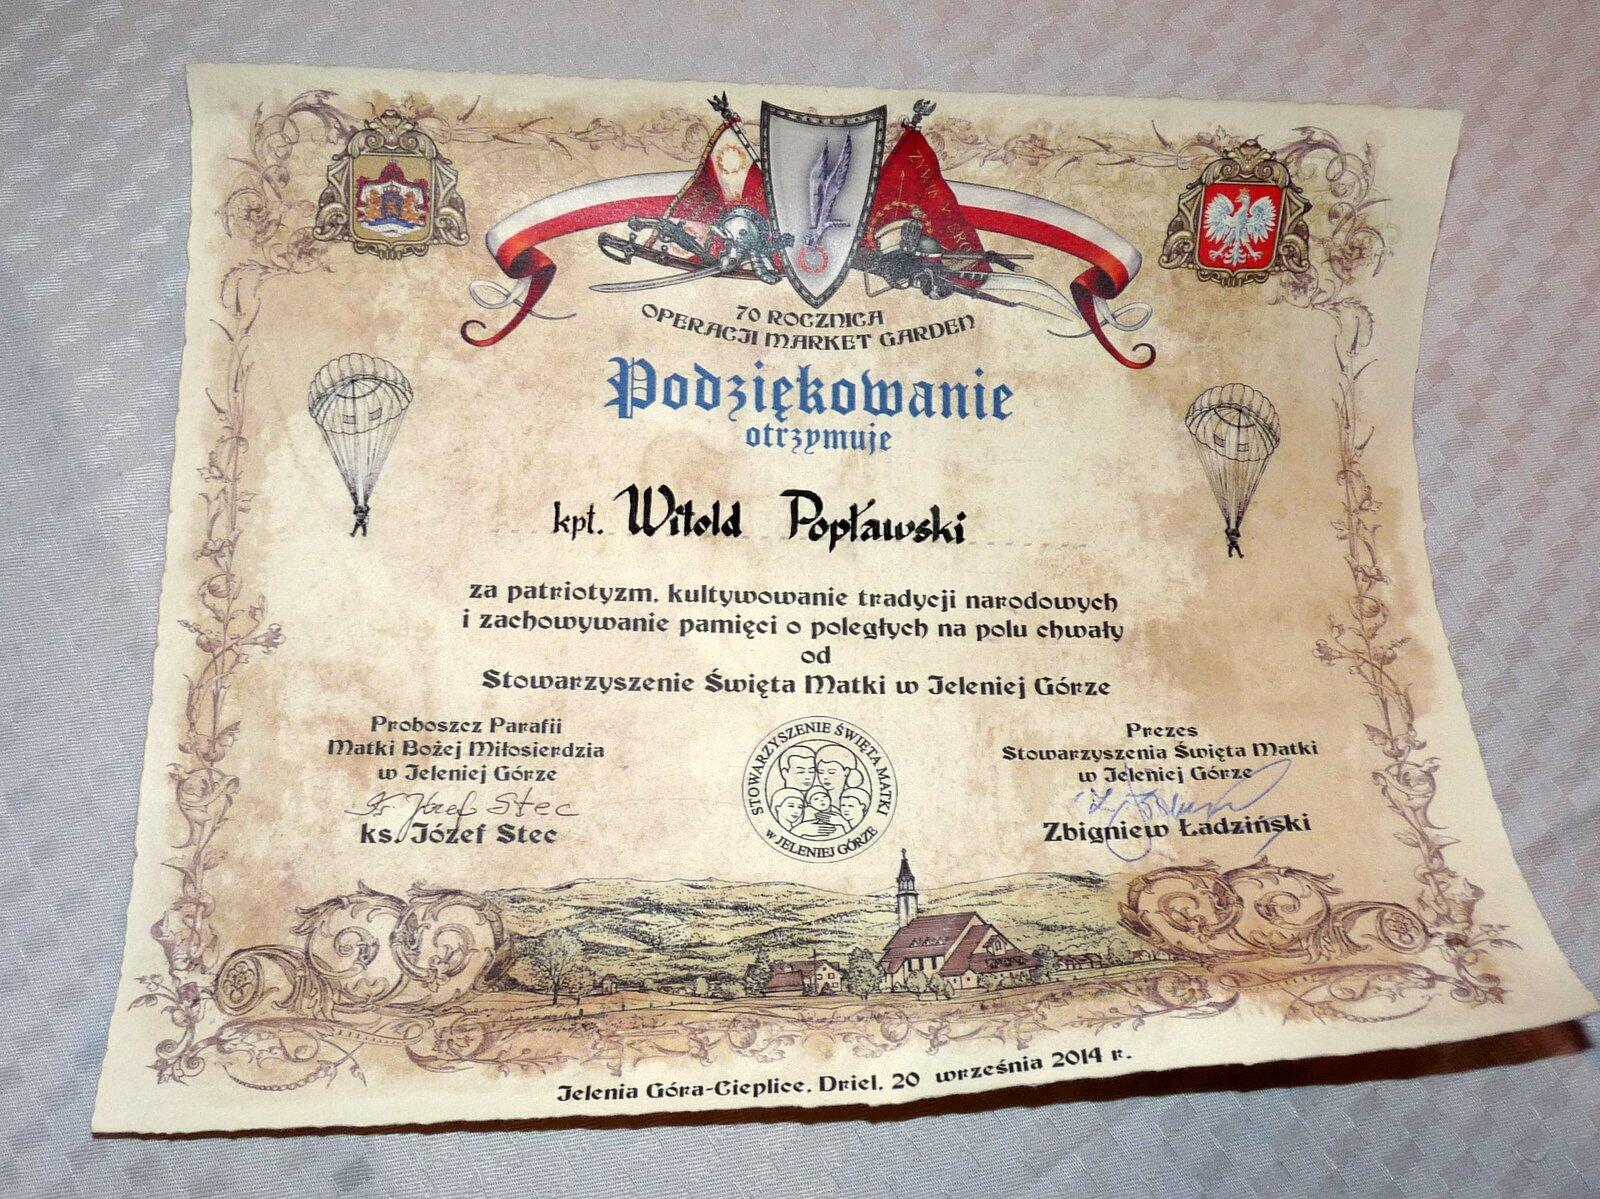 70 ROCZNICA
OPERACJI MARKET GARDEN
Podziękowanie
otrzymuje
kpt. Witold Popławski
za patriotyzm, kultywowanie tradycji narodowych
i zachowywanie pamięci o poległych na polu chwały
od
Stowarzyszenie Święta Matki w Jeleniej Górze
Proboszcz Parafii
Matki Bożej Miłosierdzia
w Jeleniej Górze
Ks. Józef Stec
ks. Józef Stec
STOWARZYSZENIE ŚWIĘTA MATKI
w JELENIEJ GÓRZE
Prezes
Stowarzyszenia Święta Matki
w Jeleniej Górze
Zbigniew Ładziński
Jelenia Góra-Cieplice, Driel, 20 września 2014 r.